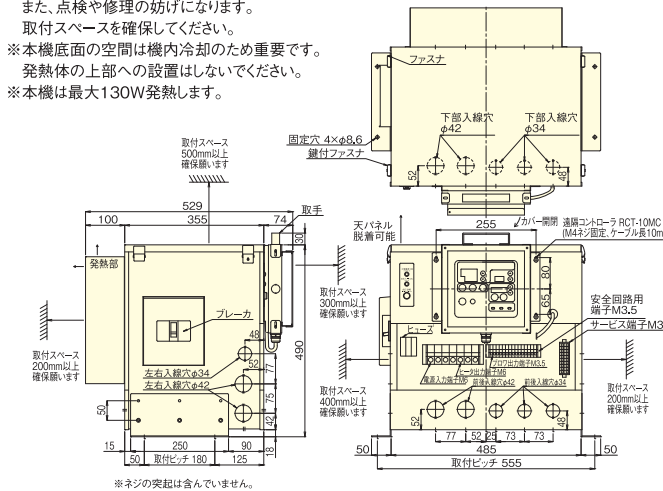 また、点検や修理の妨げになります。
取付スペースを確保してください。
※本機底面の空間は機内冷却のため重要です。
発熱体の上部への設置はしないでください。
※本機は最大130W発熱します。
ファスナ
下部入線穴
φ42
下部入線穴
φ34
固定穴 4×φ8.6
鍵付ファスナ
52
48
取付スペース
500mm以上
確保願います
529
100
355
74
取手
30
発熱部
ブレーカ
取付スペース
300mm以上
確保願います
490
取付スペース
200mm以上
確保願います
48
左右入線穴φ34
52
左右入線穴φ42
77
75
42
50
18
15
250
90
50
取付ピッチ 180
125
※ネジの突起は含んでいません。
天パネル
脱着可能
255
カバー開閉
遠隔コントローラ RCT-10MC
(M4ネジ固定、ケーブル長10m
80
65
安全回路用
端子M3.5
サービス端子M3
ヒューズ
ブロワ出力端子M3.5
ヒータ出力端子M6
電源入力端子M6
前後入線穴φ42
前後入線穴φ34
取付スペース
400mm以上
確保願います
取付スペース
200mm以上
確保願います
52
48
77
52
25
73
73
50
485
50
取付ピッチ 555